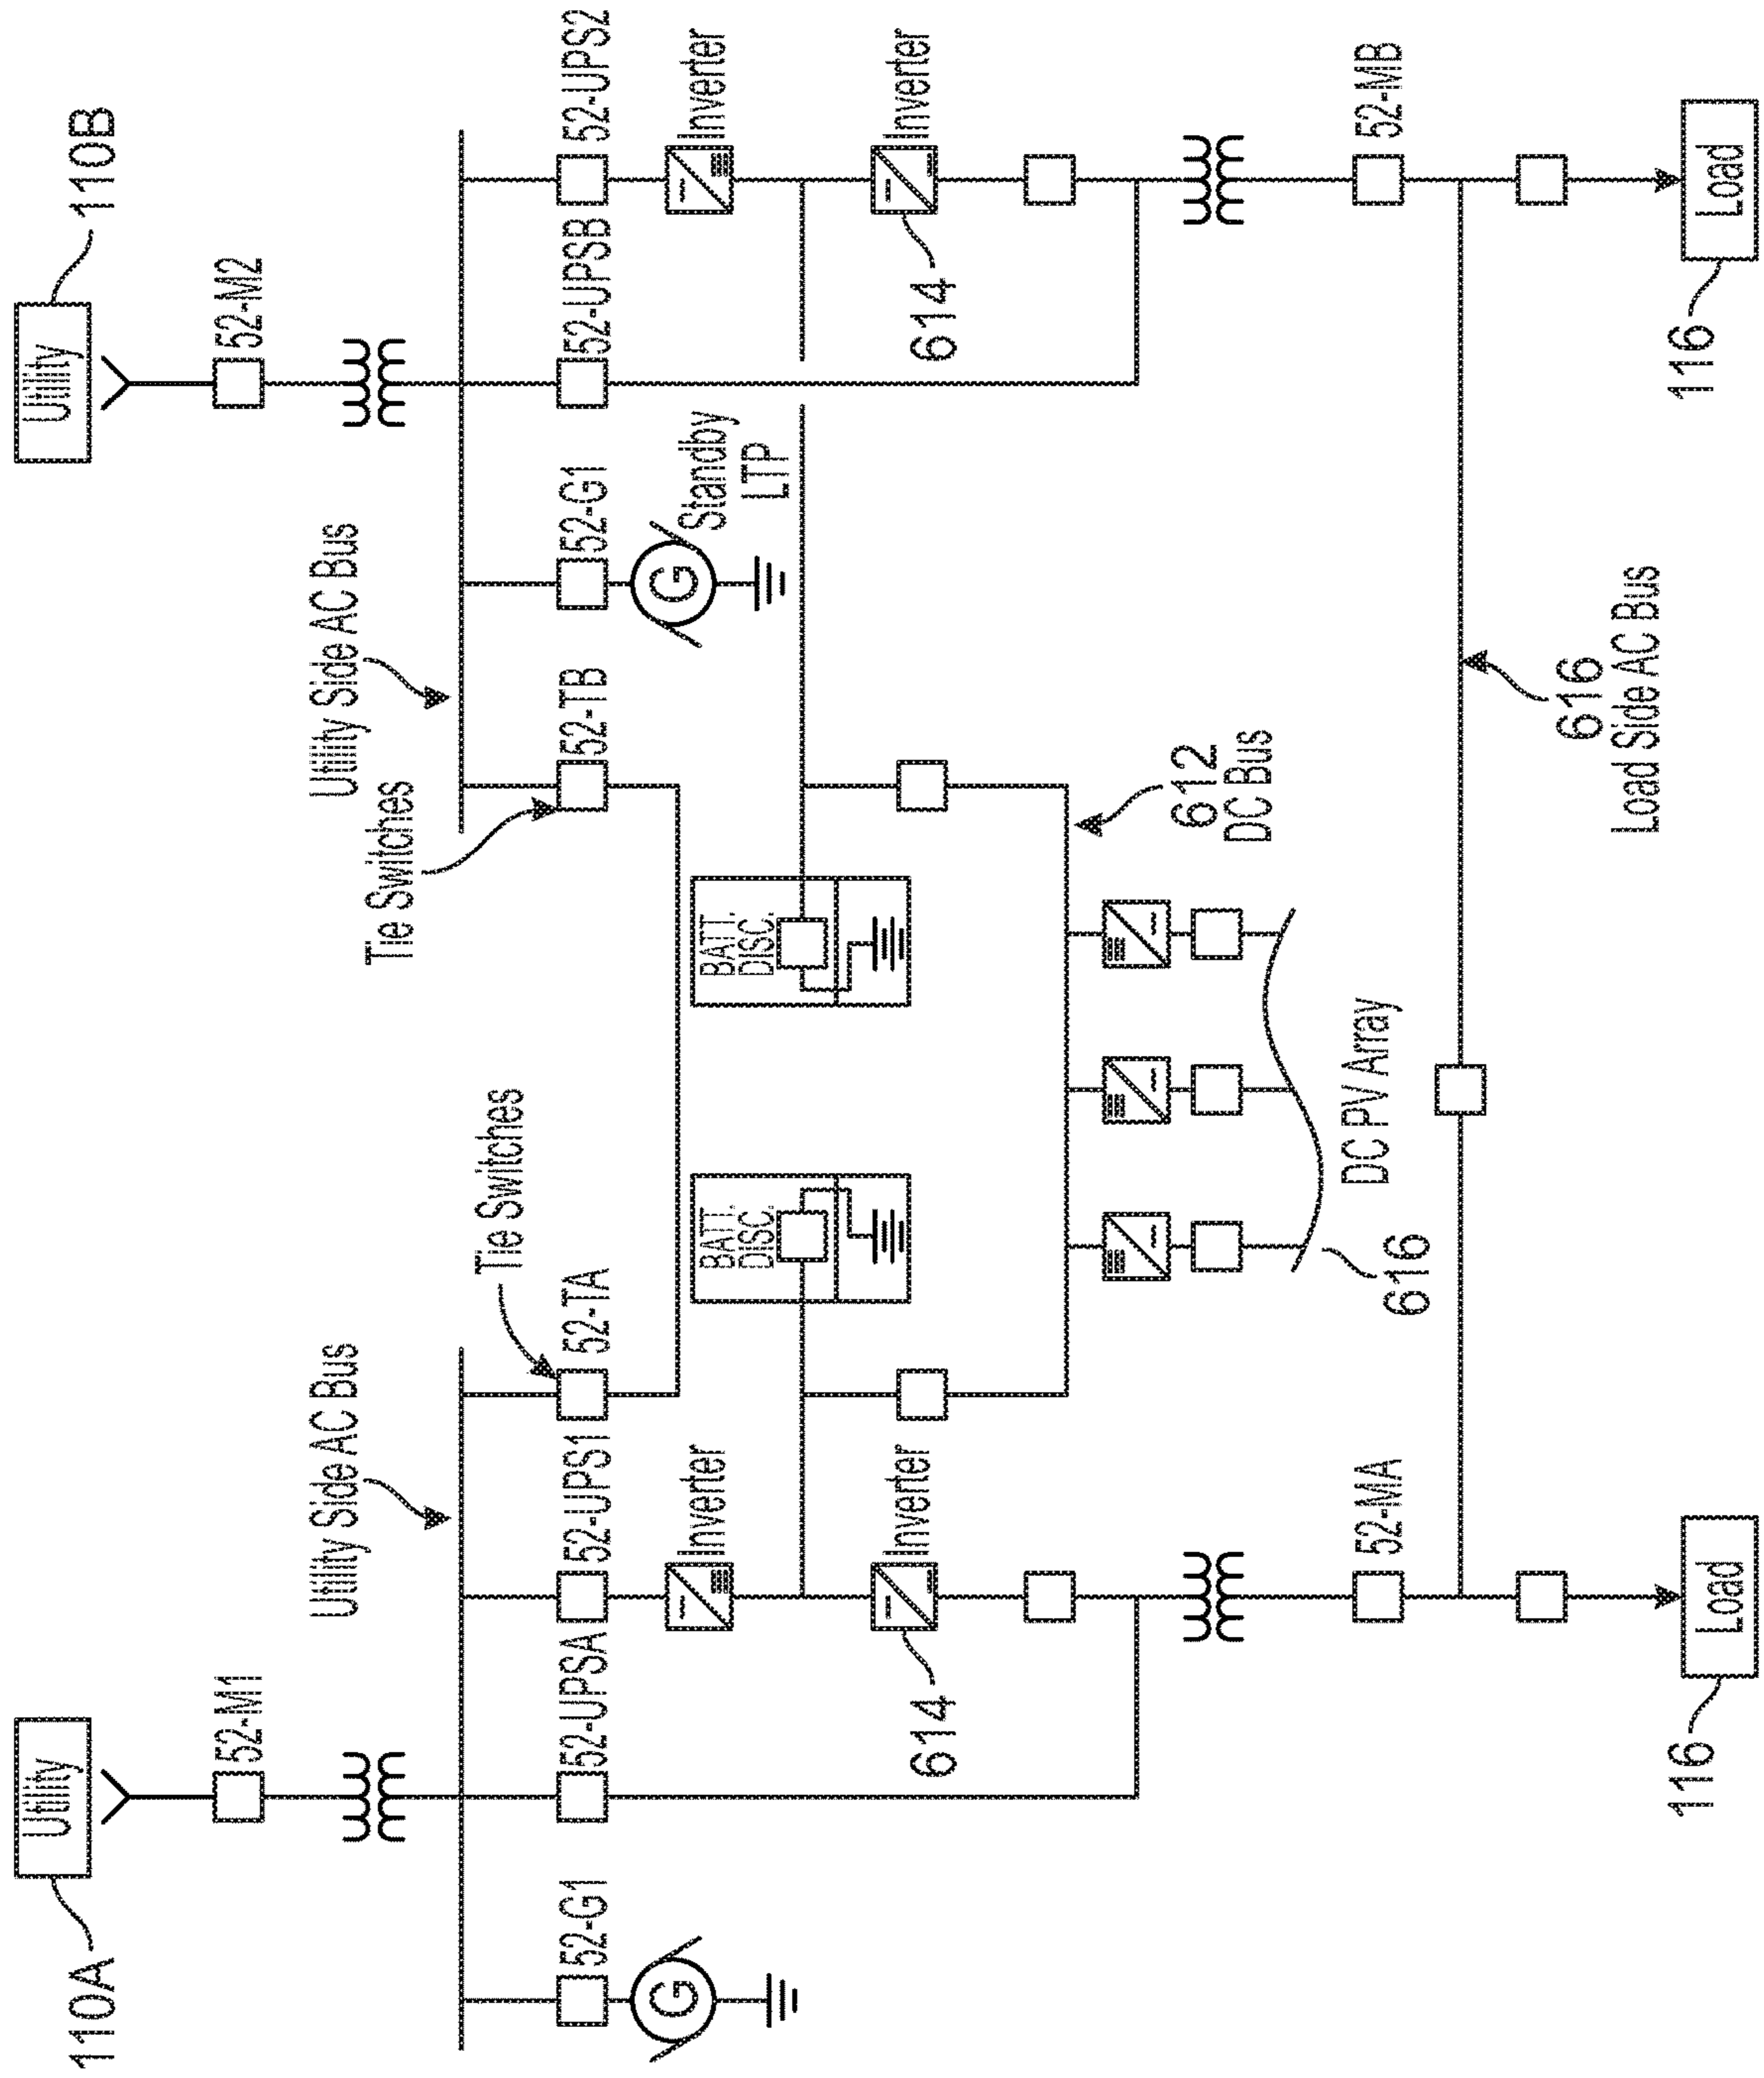 110A
Utility
52-M1
110B
Utility
52-M2
Utility Side AC Bus
Utility Side AC Bus
Tie Switches
Tie Switches
52-G1
52-UPSA
52-UPS1
52-TA
52-TB
52-G1
52-UPSB
52-UPS2
G
Inverter
BATT.
DISC.
BATT.
DISC.
G
Standby
LTP
Inverter
614
Inverter
614
Inverter
612
DC Bus
616
DC PV Array
52-MA
52-MB
616
Load Side AC Bus
116
Load
116
Load